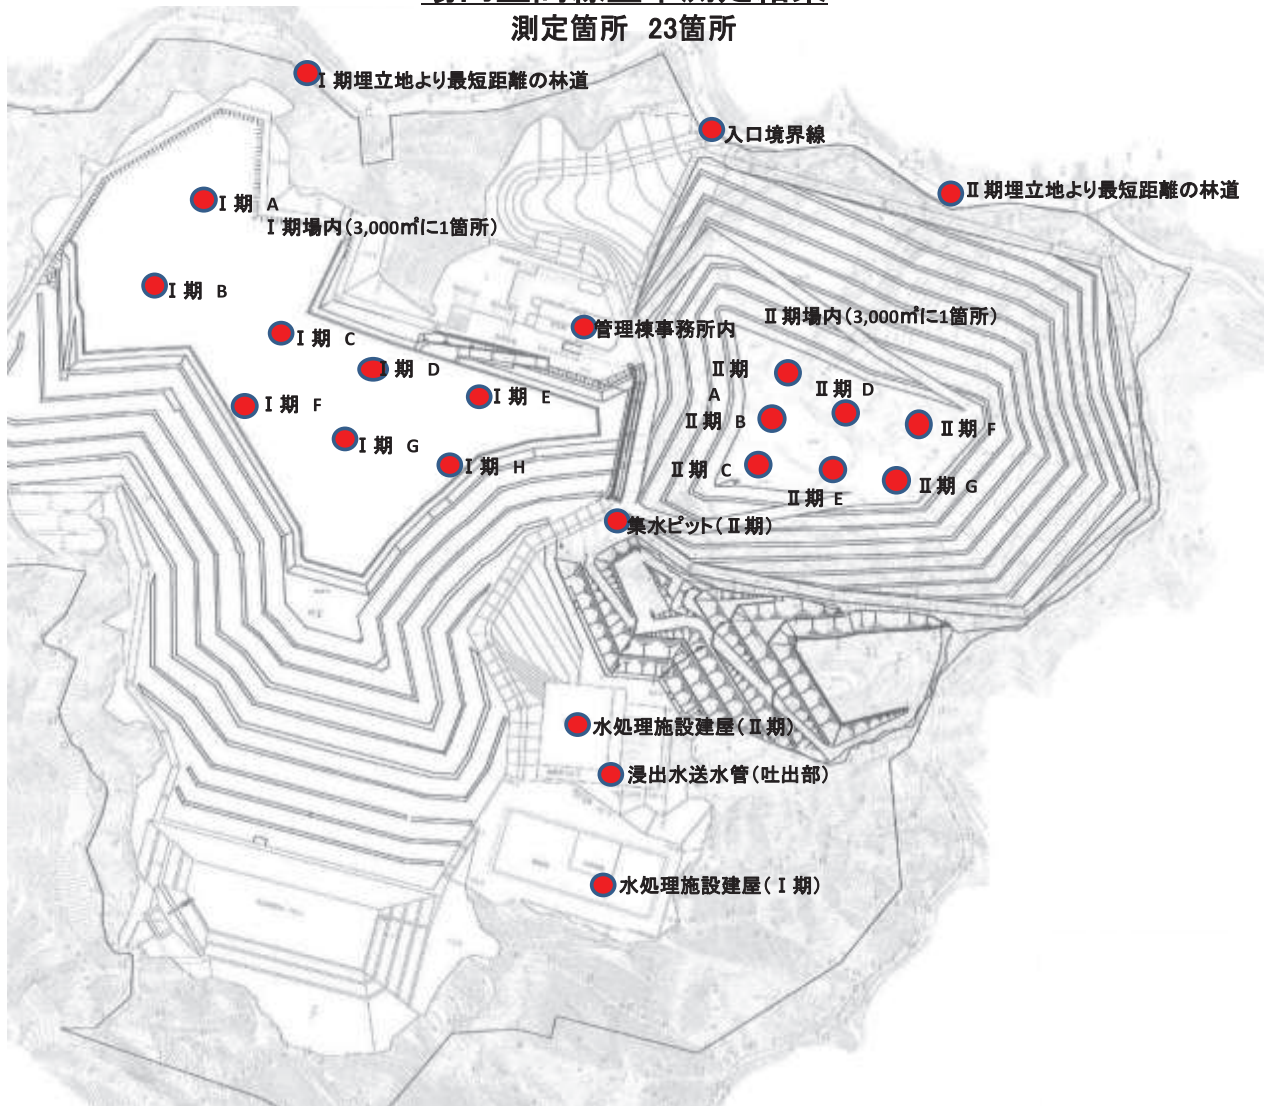 測定箇所 23箇所
Ⅰ期埋立地より最短距離の林道
入口境界線
Ⅱ期埋立地より最短距離の林道
Ⅰ期 A
Ⅰ期場内(3,000㎡に1箇所)
Ⅰ期 B
Ⅱ期場内(3,000㎡に1箇所)
管理棟事務所内
Ⅰ期 C
Ⅰ期 D
Ⅱ期
A
Ⅱ期 D
Ⅰ期 E
Ⅰ期 F
Ⅱ期 B
Ⅱ期 F
Ⅰ期 G
Ⅰ期 H
Ⅱ期 C
Ⅱ期 E
Ⅱ期 G
集水ピット(Ⅱ期)
水処理施設建屋(Ⅱ期)
浸出水送水管(吐出部)
水処理施設建屋(Ⅰ期)